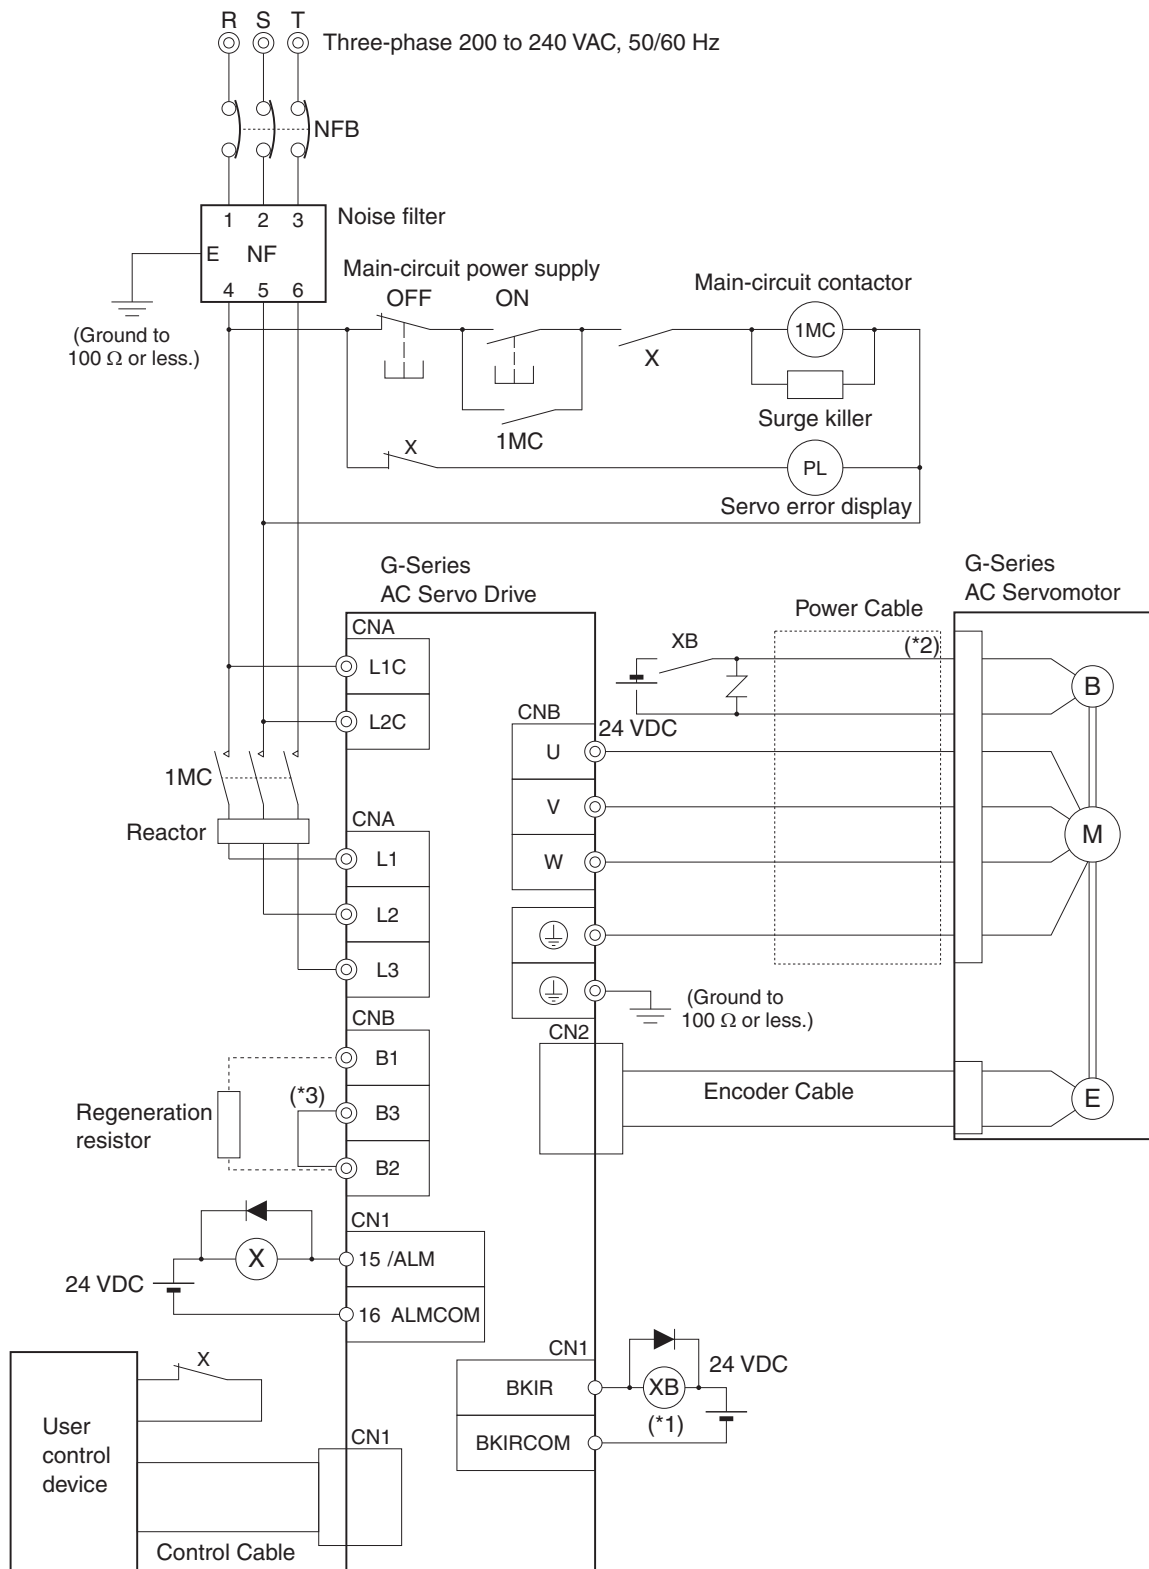 R S T
Three-phase 200 to 240 VAC, 50/60 Hz
NFB
1 2 3
Noise filter
E NF
4 5 6
(Ground to
100 Ω or less.)
Main-circuit power supply
OFF ON
Main-circuit contactor
1MC
X
Surge killer
1MC
X
PL
Servo error display
G-Series
AC Servo Drive
G-Series
AC Servomotor
CNA
L1C
L2C
Power Cable
(*2)
XB
24 VDC
B
CNB
U
V
W
M
1MC
Reactor
CNA
L1
L2
L3
(Ground to
100 Ω or less.)
CNB
B1
B3
B2
(*3)
Regeneration
resistor
CN2
Encoder Cable
E
CN1
X
15 /ALM
24 VDC
16 ALMCOM
CN1
BKIR
BKIRCOM
XB
(*1)
24 VDC
X
User
control
device
CN1
Control Cable